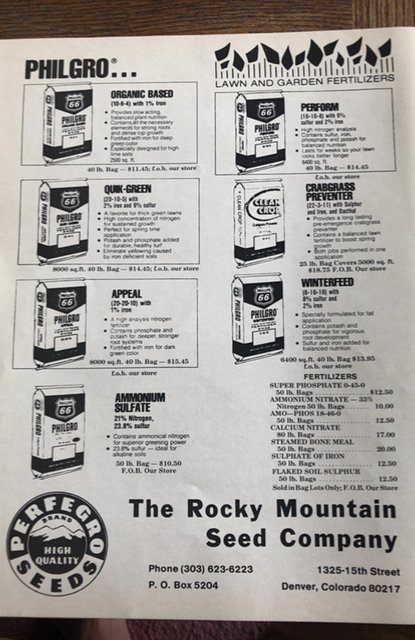 PHILGRO®...
LAWN AND GARDEN FERTILIZERS
ORGANIC BASED
(10-6-4) with 1% iron
• Provides slow acting,
balanced plant nutrition
• Contains all the necessary
elements for strong roots
and dense top growth
• Fortified with iron for deep
green color
• Especially designed for high
lime soils
2500 sq. ft.
40 lb. Bag — $11.45; f.o.b. our store
QUIK-GREEN
(20-10-5) with
2% iron and 9% sulfur
• A favorite for thick green lawns
• High concentration of nitrogen
for sustained growth
• Perfect for spring lime
application
• Potash and phosphate added
for durable, healthy turf
• Eliminate yellowing caused
by iron deficient soils
8000 sq.ft. 40 lb. Bag — $14.45; f.o.b. our store
APPEAL
(20-20-10) with
1% iron
• A high analysis nitrogen
fertilizer
• Contains phosphate and
potash for deeper, stronger
root systems
• Fortified with iron for dark
green color
8000 sq.ft. 40 lb. Bag — $15.45
f.o.b. our store
AMMONIUM
SULFATE
21% Nitrogen,
23.8% sulfur
• Contains ammonical nitrogen
for superior greening power
• 23.8% sulfur — ideal for
alkaline soils
50 lb. Bag — $10.50
F.O.B. Our Store
PERFORM
(16-16-8) with 9%
sulfur and 2% iron
• High nitrogen analysis
• Contains sulfur, iron,
phosphate and potash for
balanced nutrition
• Lasts for weeks so your lawn
looks better longer
6400 sq. ft.
40 lb. Bag — $14.45
f.o.b. our store
CRABGRASS
PREVENTER
(22-3-11) with Sulphur
and Iron, and Dacthal
• Provides a long lasting
pre-emergence crabgrass
preventer
• Contains a balanced lawn
fertilizer to boost spring
growth
• Both jobs performed in one
application
25 lb. Bag Covers 5000 sq. ft.
$18.75 F.O.B. Our Store
WINTERFEED
(8-16-16) with
8% sulfur and
2% iron
• Specially formulated for fall
application
• Contains potash and
phosphate for vigorous
root development
• Sulfur and iron added for
balanced nutrition
6400 sq.ft. 40 lb. Bag $13.95
f.o.b. our store
FERTILIZERS
SUPER PHOSPHATE 0-45-0
50 lb. Bags ............ $12.50
AMMONIUM NITRATE — 33%
Nitrogen 50 lb. Bags ..... 10.00
AMO—PHOS 18-46-0
50 lb. Bags ............ 12.50
CALCIUM NITRATE
80 lb. Bags ............ 17.00
STEAMED BONE MEAL
50 lb. Bags ............ 20.00
SULPHATE OF IRON
50 lb. Bags ............ 12.50
FLAKED SOIL SULPHUR
50 lb. Bags ............ 12.50
Sold in Bag Lots Only; F.O.B. Our Store
PERFEGRO
BRAND
HIGH
QUALITY
SEEDS
The Rocky Mountain
Seed Company
Phone (303) 623-6223
P. O. Box 5204
1325-15th Street
Denver, Colorado 80217